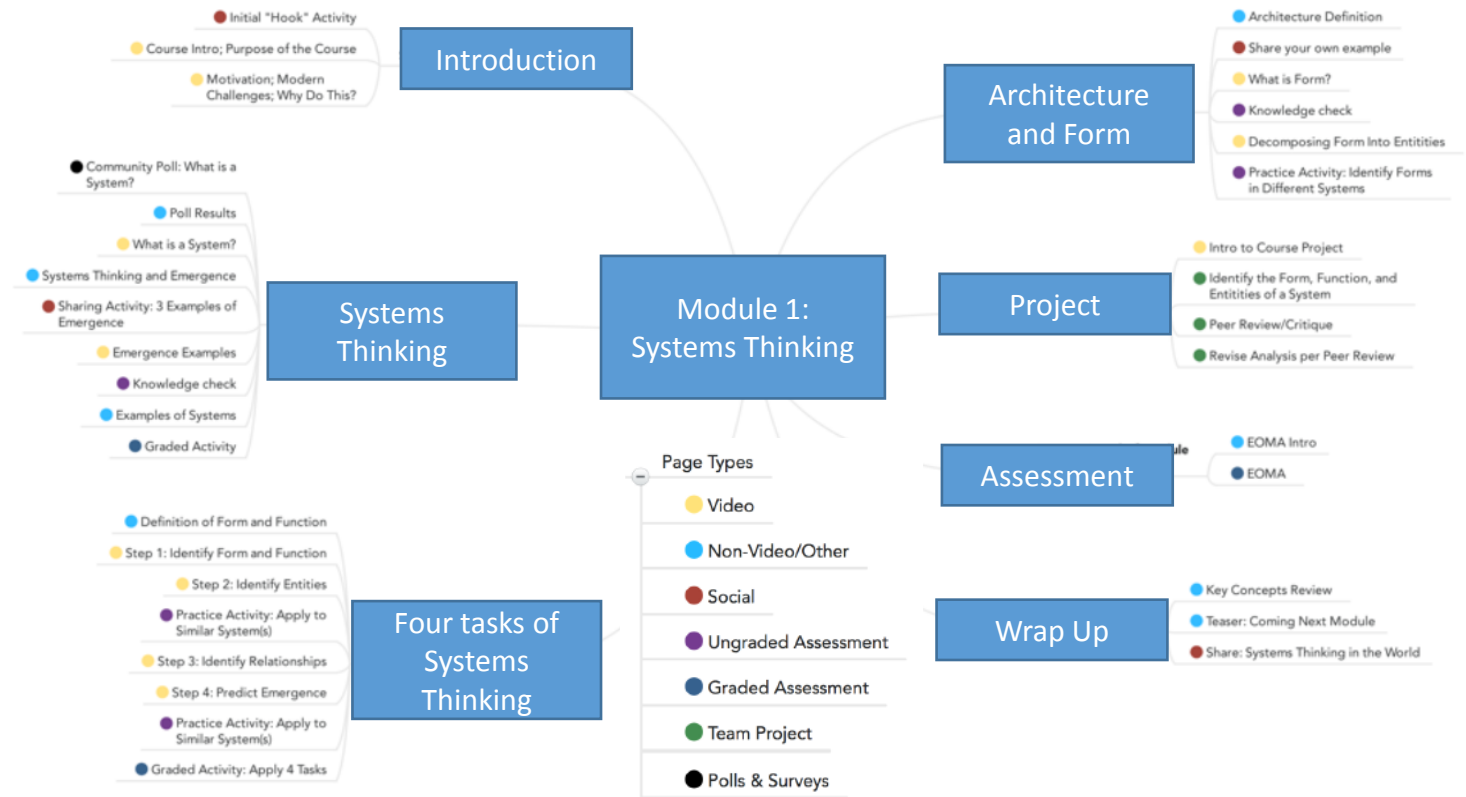 Introduction
Initial "Hook" Activity
Course Intro; Purpose of the Course
Motivation; Modern
Challenges; Why Do This?
Systems
Thinking
Community Poll: What is a
System?
Poll Results
What is a System?
Systems Thinking and Emergence
Sharing Activity: 3 Examples of
Emergence
Emergence Examples
Knowledge check
Examples of Systems
Graded Activity
Four tasks of
Systems
Thinking
Definition of Form and Function
Step 1: Identify Form and Function
Step 2: Identify Entities
Practice Activity: Apply to
Similar System(s)
Step 3: Identify Relationships
Step 4: Predict Emergence
Practice Activity: Apply to
Similar System(s)
Graded Activity: Apply 4 Tasks
Module 1:
Systems Thinking
Page Types
Video
Non-Video/Other
Social
Ungraded Assessment
Graded Assessment
Team Project
Polls & Surveys
Architecture
and Form
Architecture Definition
Share your own example
What is Form?
Knowledge check
Decomposing Form Into Entitities
Practice Activity: Identify Forms
in Different Systems
Project
Intro to Course Project
Identify the Form, Function, and
Entities of a System
Peer Review/Critique
Revise Analysis per Peer Review
Assessment
EOMA Intro
EOMA
Wrap Up
Key Concepts Review
Teaser: Coming Next Module
Share: Systems Thinking in the World